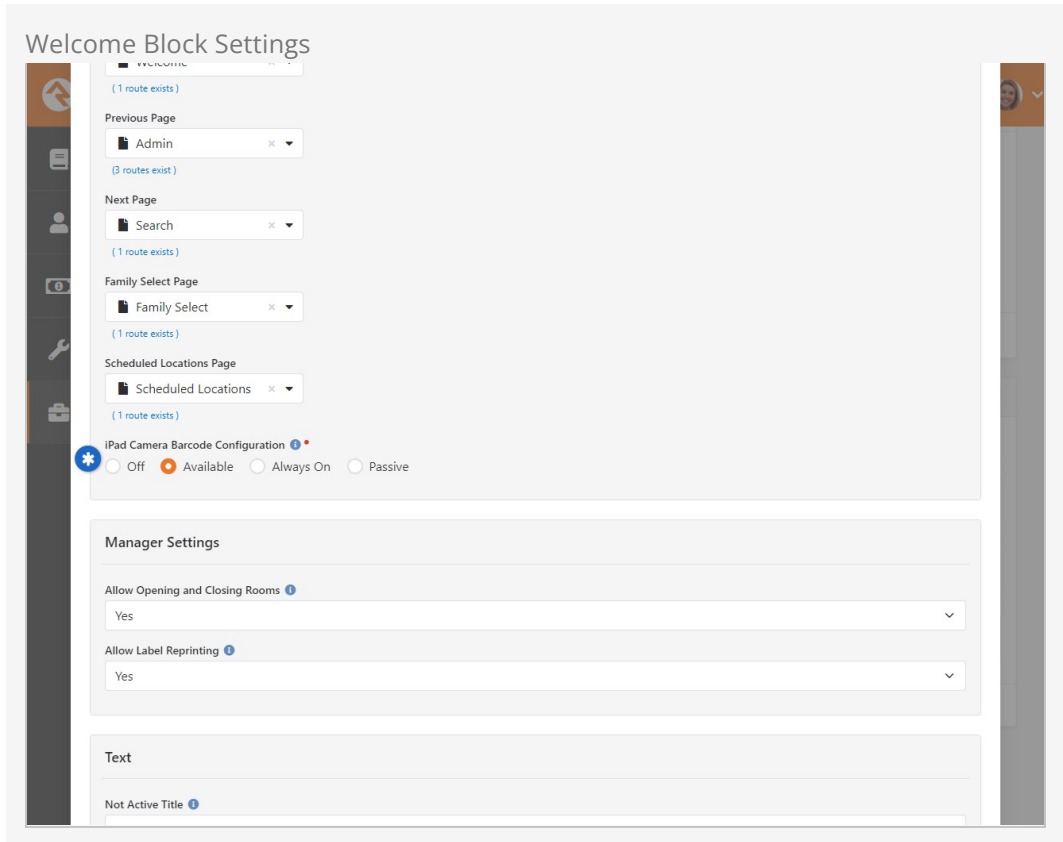 Welcome Block Settings
Welcome
( 1 route exists )
Previous Page
Admin
(3 routes exist )
Next Page
Search
( 1 route exists )
Family Select Page
Family Select
( 1 route exists )
Scheduled Locations Page
Scheduled Locations
( 1 route exists )
iPad Camera Barcode Configuration
Off Available Always On Passive
Manager Settings
Allow Opening and Closing Rooms
Yes
Allow Label Reprinting
Yes
Text
Not Active Title